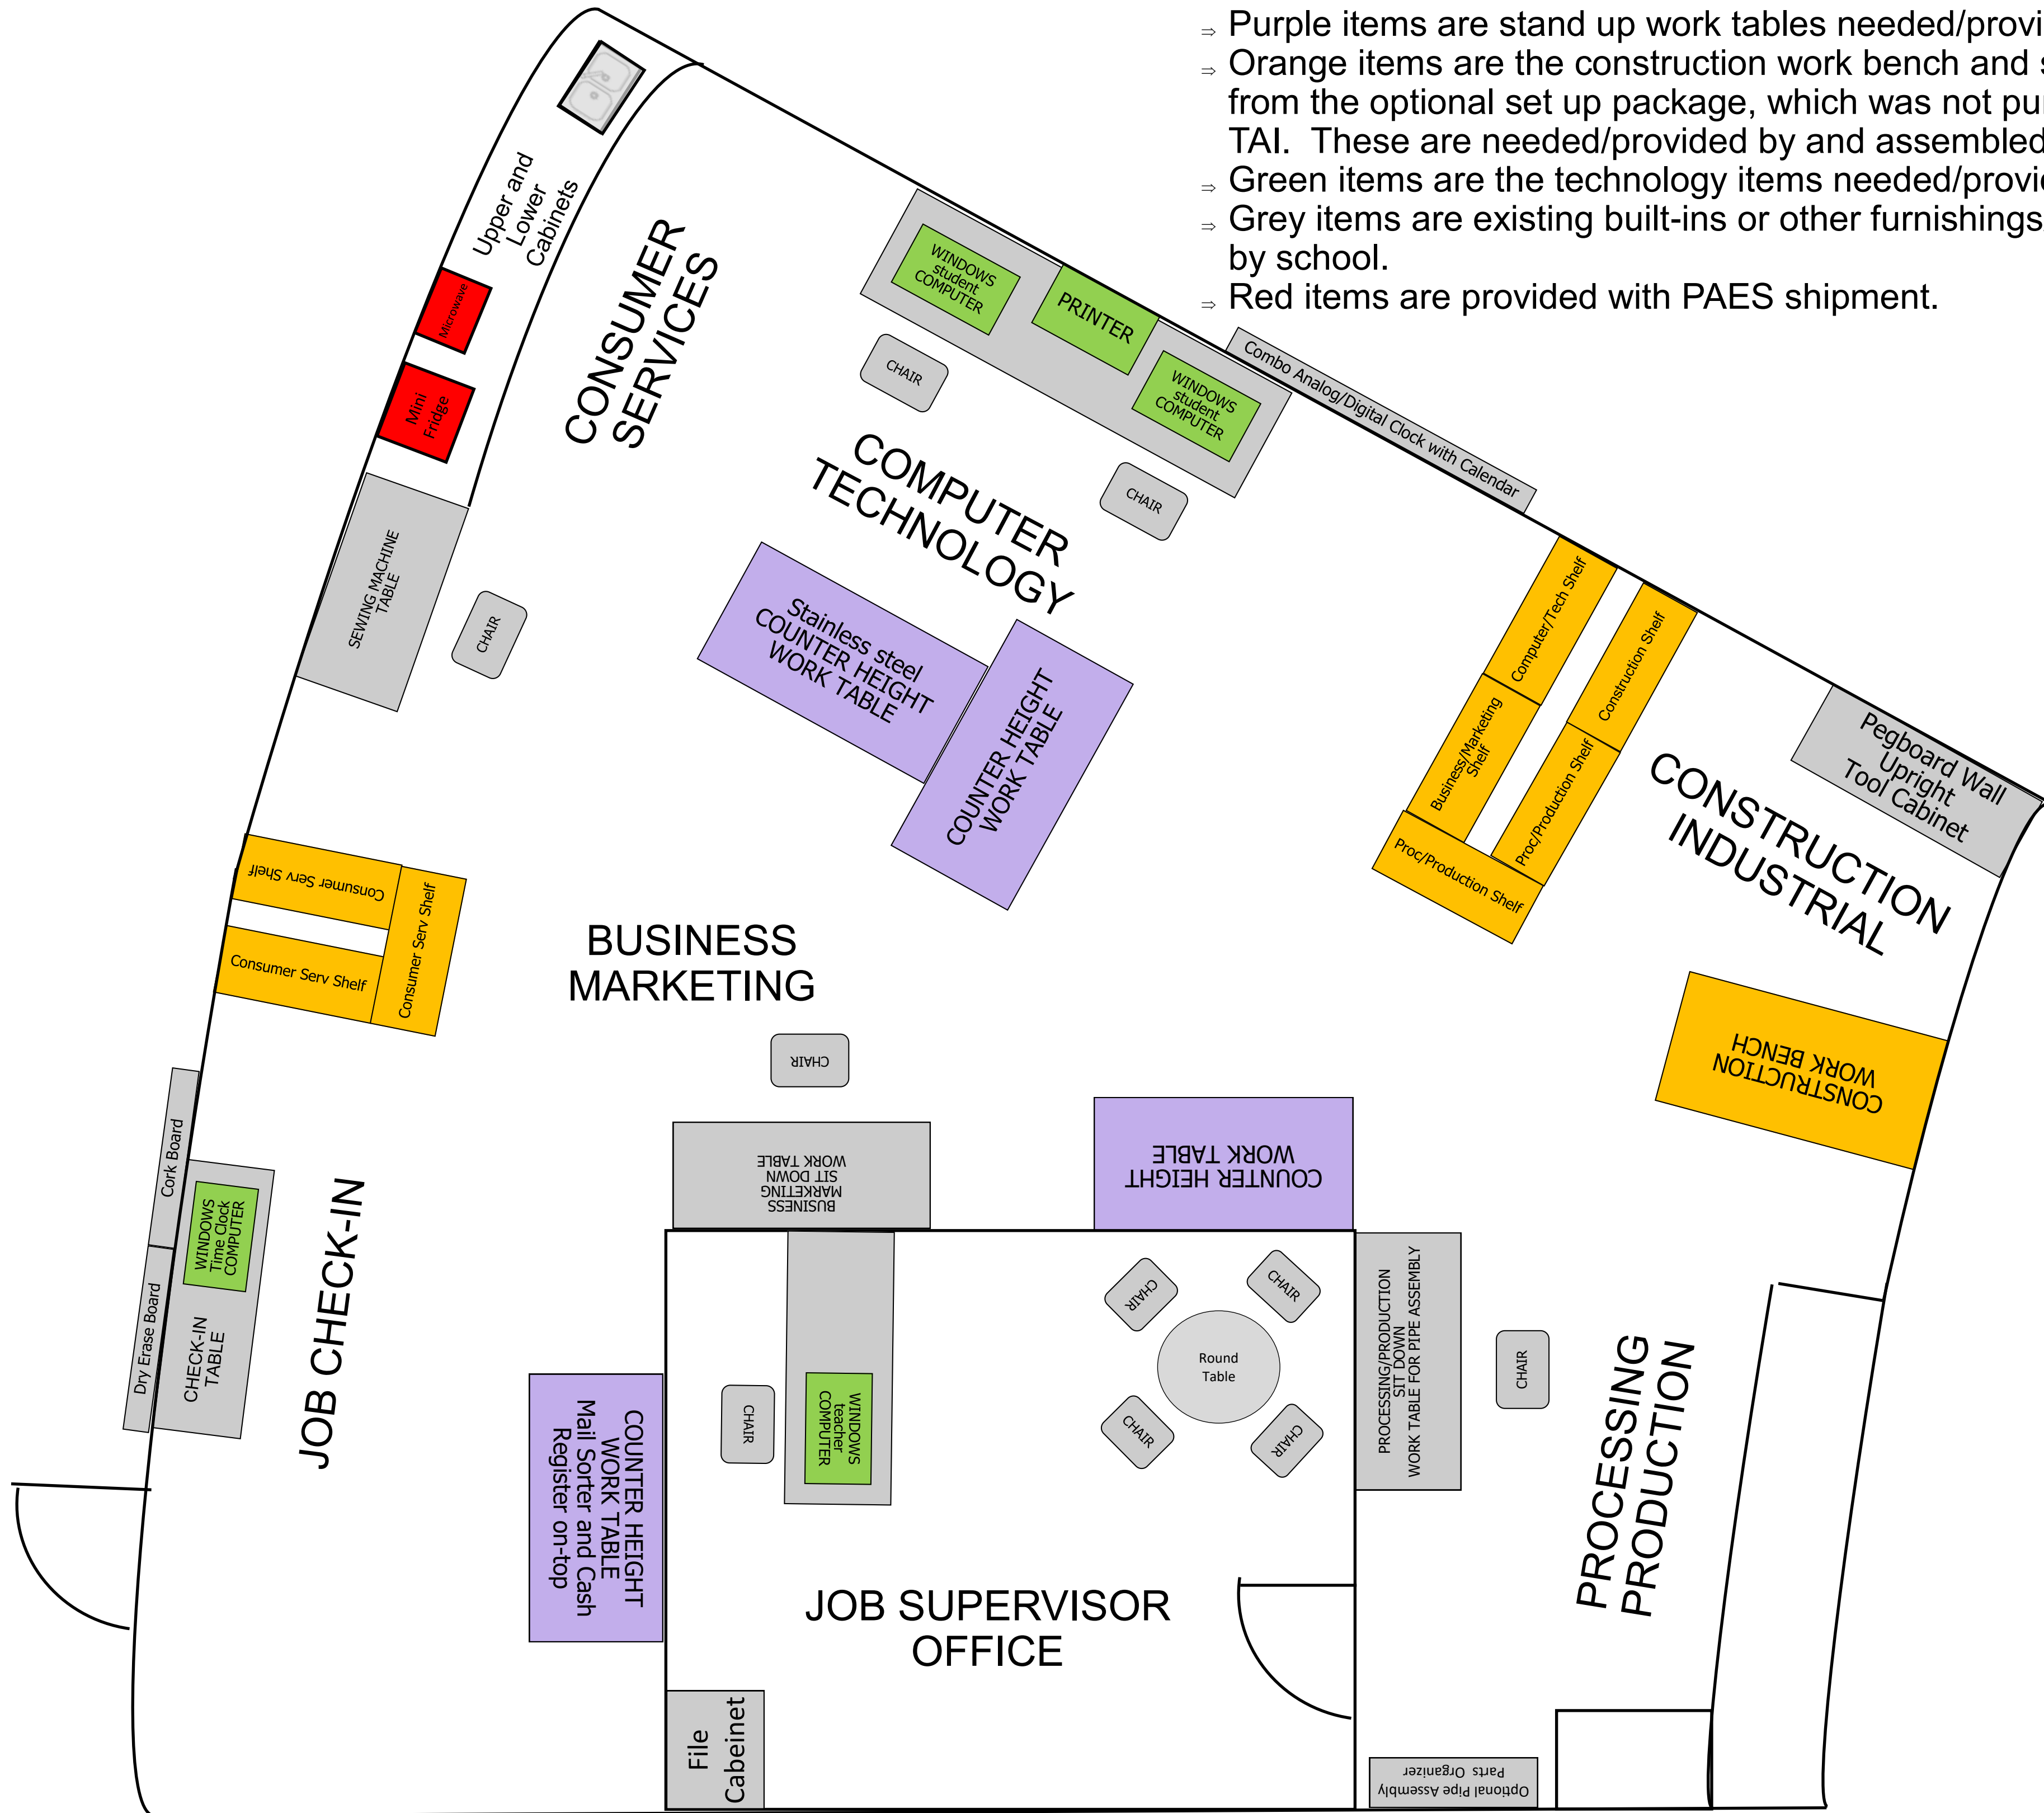 ⇒ Purple items are stand up work tables needed/provi
⇒ Orange items are the construction work bench and s
from the optional set up package, which was not pu
TAI. These are needed/provided by and assembled
⇒ Green items are the technology items needed/provi
⇒ Grey items are existing built-ins or other furnishings
by school.
⇒ Red items are provided with PAES shipment.
Upper and
Lower
Cabinets
Microwave
Mini
Fridge
CONSUMER
SERVICES
WINDOWS
student
COMPUTER
PRINTER
WINDOWS
student
COMPUTER
CHAIR
CHAIR
Combo Analog/Digital Clock with Calendar
COMPUTER
TECHNOLOGY
SEWING MACHINE
TABLE
CHAIR
Stainless steel
COUNTER HEIGHT
WORK TABLE
COUNTER HEIGHT
WORK TABLE
Computer/Tech Shelf
Construction Shelf
Business/Marketing
Shelf
Proc/Production Shelf
Proc/Production Shelf
Pegboard Wall
Upright
Tool Cabinet
CONSTRUCTION
INDUSTRIAL
Consumer Serv Shelf
Consumer Serv Shelf
Consumer Serv Shelf
BUSINESS
MARKETING
CHAIR
CONSTRUCTION
WORK BENCH
Cork Board
Dry Erase Board
WINDOWS
Time Clock
COMPUTER
CHECK-IN
TABLE
JOB CHECK-IN
BUSINESS
MARKETING
SIT DOWN
WORK TABLE
COUNTER HEIGHT
WORK TABLE
COUNTER HEIGHT
WORK TABLE
Mail Sorter and Cash
Register on-top
CHAIR
WINDOWS
teacher
COMPUTER
CHAIR
CHAIR
Round
Table
CHAIR
CHAIR
PROCESSING/PRODUCTION
SIT DOWN
WORK TABLE FOR PIPE ASSEMBLY
CHAIR
PROCESSING
PRODUCTION
JOB SUPERVISOR
OFFICE
File
Cabeinet
Optional Pipe Assembly
Parts Organizer